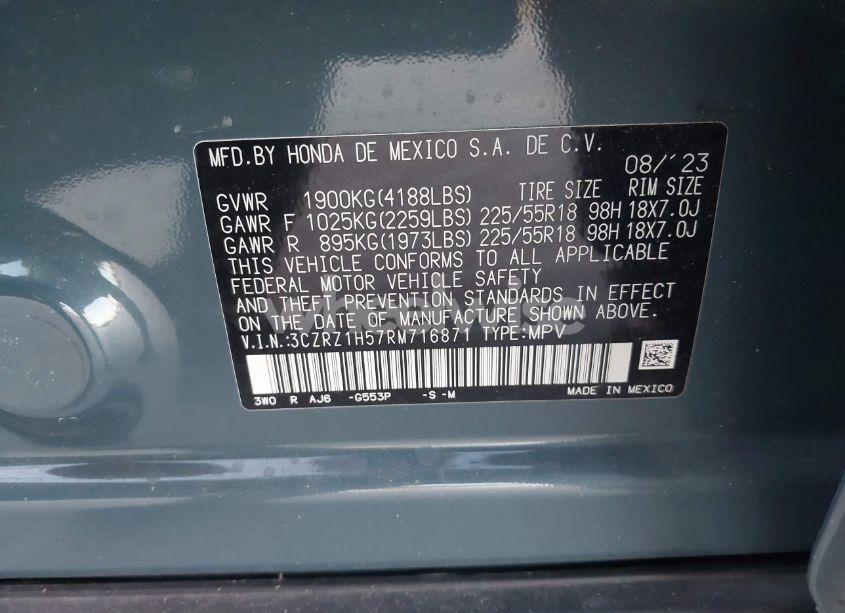 MFD.BY HONDA DE MEXICO S.A. DE C.V. 08/'23
GVWR 1900KG(4188LBS) TIRE SIZE RIM SIZE
GAWR F 1025KG(2259LBS) 225/55R18 98H 18X7.0J
GAWR R 895KG(1973LBS) 225/55R18 98H 18X7.0J
THIS VEHICLE CONFORMS TO ALL APPLICABLE
FEDERAL MOTOR VEHICLE SAFETY
AND THEFT PREVENTION STANDARDS IN EFFECT
ON THE DATE OF MANUFACTURE SHOWN ABOVE.
V.I.N.:3CZRZ1H57RM716871 TYPE:MPV
3WO R AJ6 -G553P -S -M MADE IN MEXICO